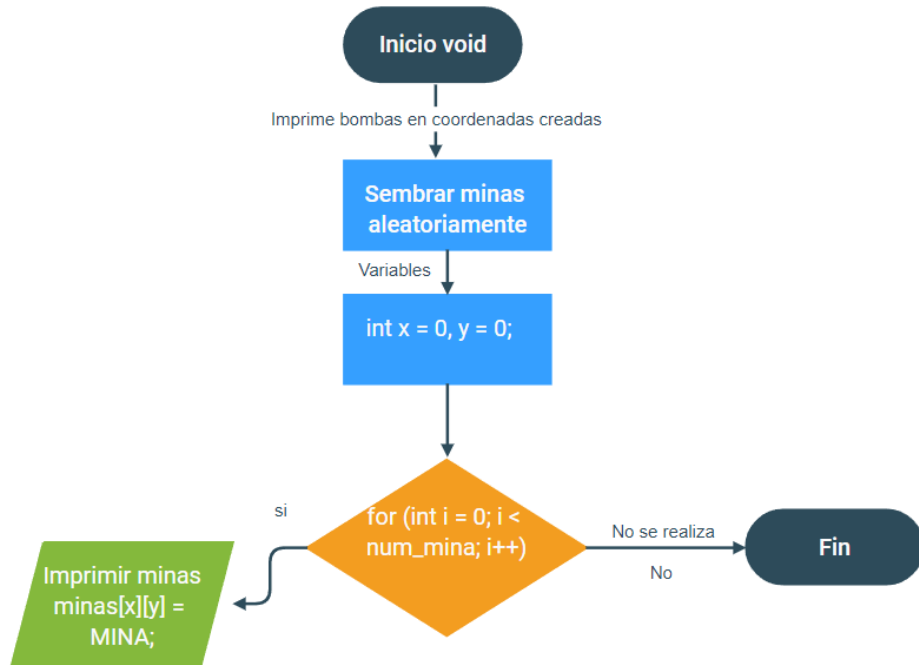 Inicio void
Imprime bombas en coordenadas creadas
Sembrar minas
aleatoriamente
Variables
int x = 0, y = 0;
si
for (int i = 0; i <
num_mina; i++)
No se realiza
No
Fin
Imprimir minas
minas[x][y] =
MINA;